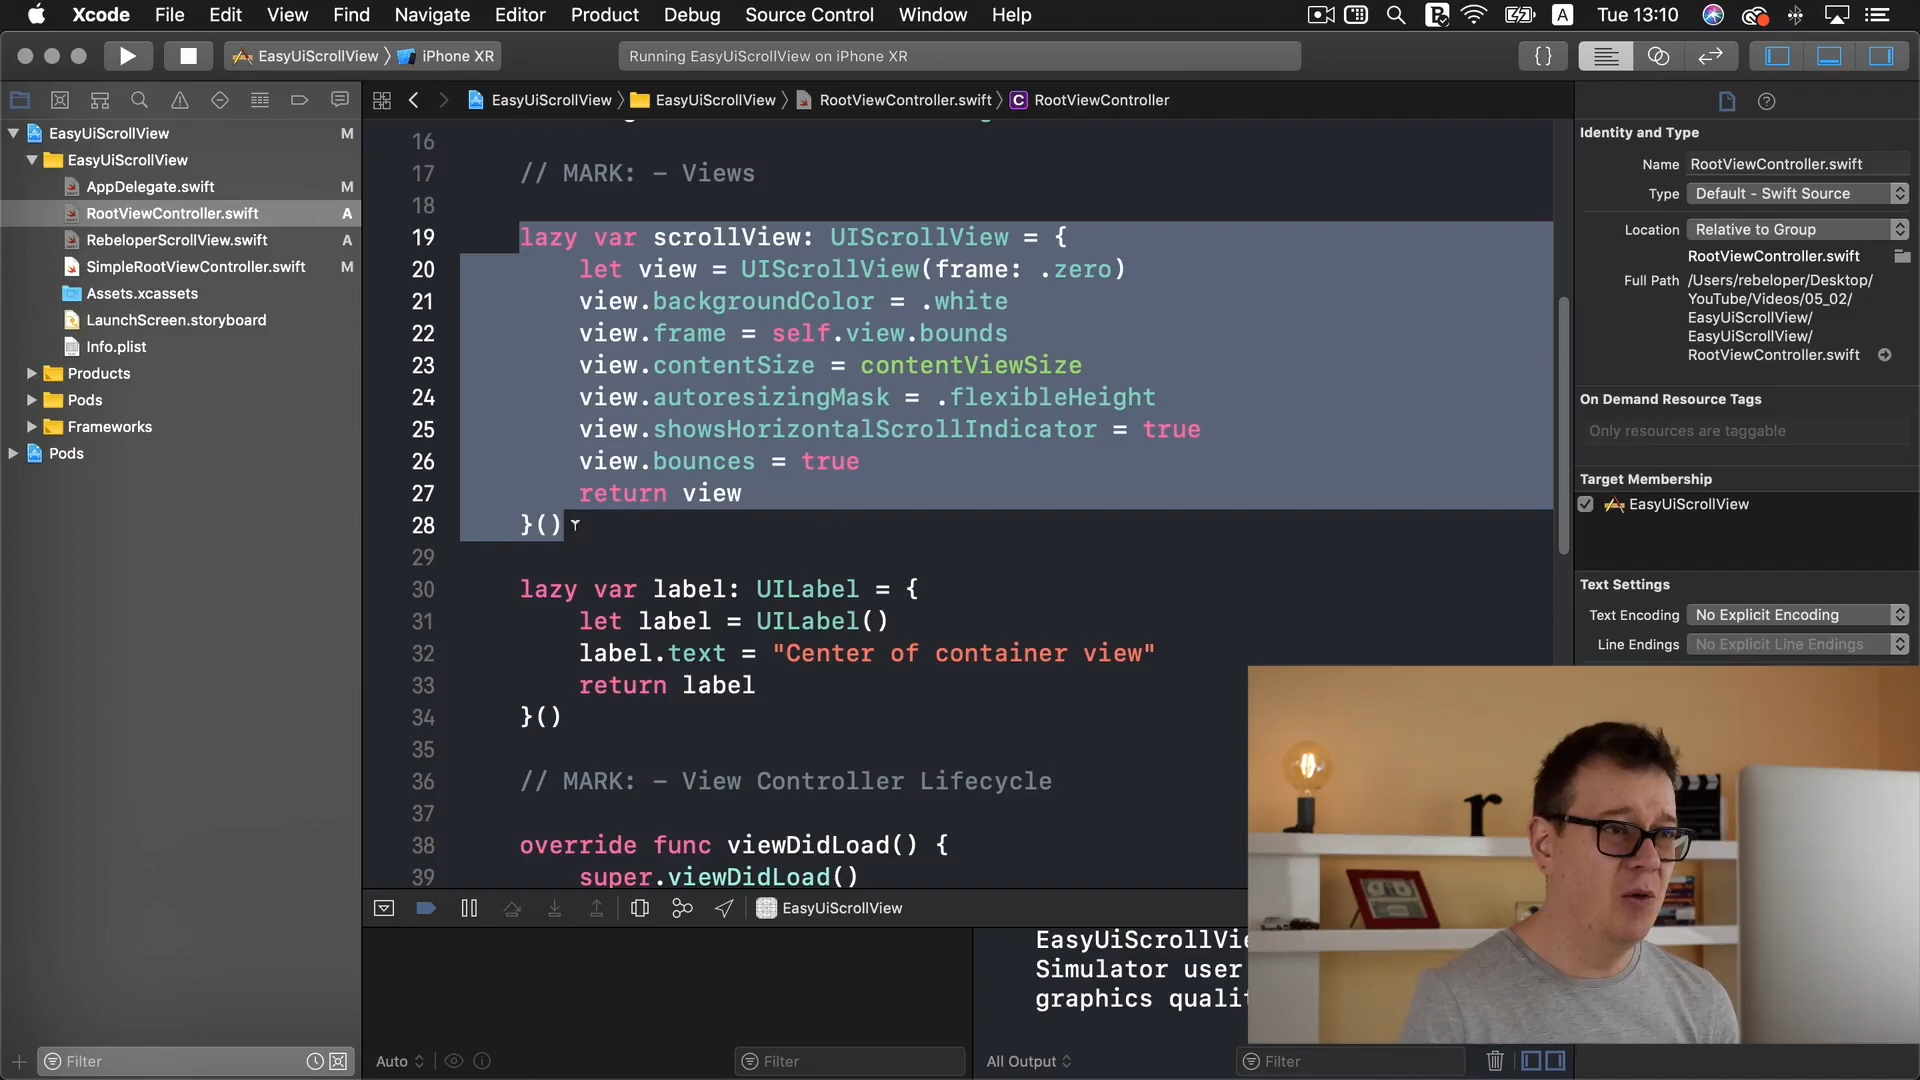 Xcode File Edit View Find Navigate Editor Product Debug Source Control Window Help A Tue 13:10
EasyUiScrollView iPhone XR
Running EasyUiScrollView on iPhone XR
{}
EasyUiScrollView EasyUiScrollView RootViewController.swift C RootViewController
EasyUiScrollView M
EasyUiScrollView
AppDelegate.swift M
RootViewController.swift A
RebeloperScrollView.swift A
SimpleRootViewController.swift M
Assets.xcassets
LaunchScreen.storyboard
Info.plist
Products
Pods
Frameworks
Pods
Filter
16
17 // MARK: - Views
18
19 lazy var scrollView: UIScrollView = {
20 let view = UIScrollView(frame: .zero)
21 view.backgroundColor = .white
22 view.frame = self.view.bounds
23 view.contentSize = contentViewSize
24 view.autoresizingMask = .flexibleHeight
25 view.showsHorizontalScrollIndicator = true
26 view.bounces = true
27 return view
28 }()
29
30 lazy var label: UILabel = {
31 let label = UILabel()
32 label.text = "Center of container view"
33 return label
34 }()
35
36 // MARK: - View Controller Lifecycle
37
38 override func viewDidLoad() {
39 super.viewDidLoad()
EasyUiScrollView
EasyUiScrollVie
Simulator user
graphics quali
Auto
Filter
All Output
Filter
Identity and Type
Name RootViewController.swift
Type Default - Swift Source
Location Relative to Group
RootViewController.swift
Full Path /Users/rebeloper/Desktop/
YouTube/Videos/05_02/
EasyUiScrollView/
EasyUiScrollView/
RootViewController.swift
On Demand Resource Tags
Only resources are taggable
Target Membership
EasyUiScrollView
Text Settings
Text Encoding No Explicit Encoding
Line Endings No Explicit Line Endings
r